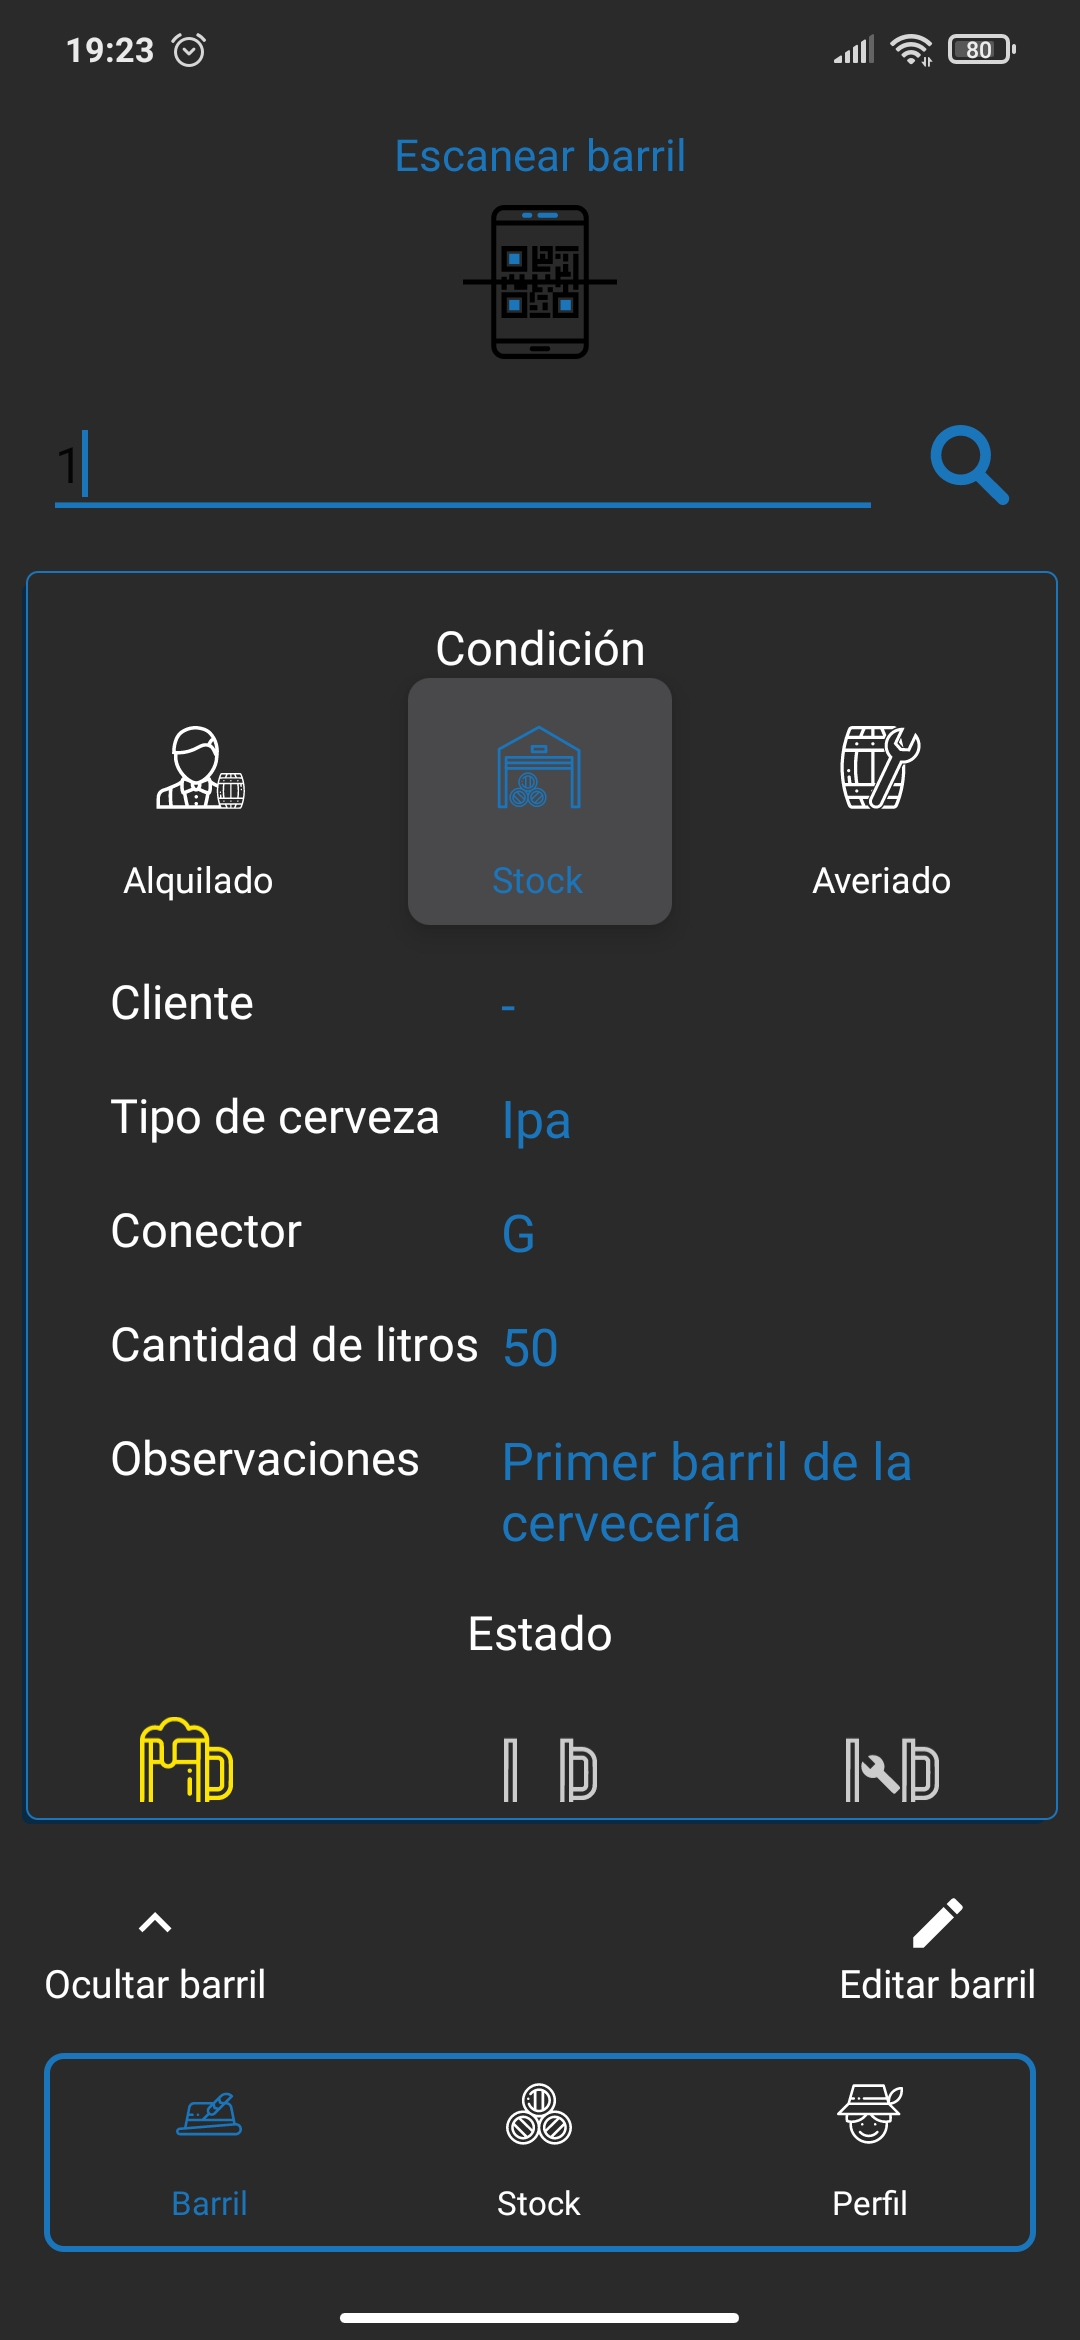 19:23
80
Escanear barril
1
Condición
Alquilado
Stock
Averiado
Cliente -
Tipo de cerveza Ipa
Conector G
Cantidad de litros 50
Observaciones Primer barril de la
cervecería
Estado
Ocultar barril
Editar barril
Barril
Stock
Perfil